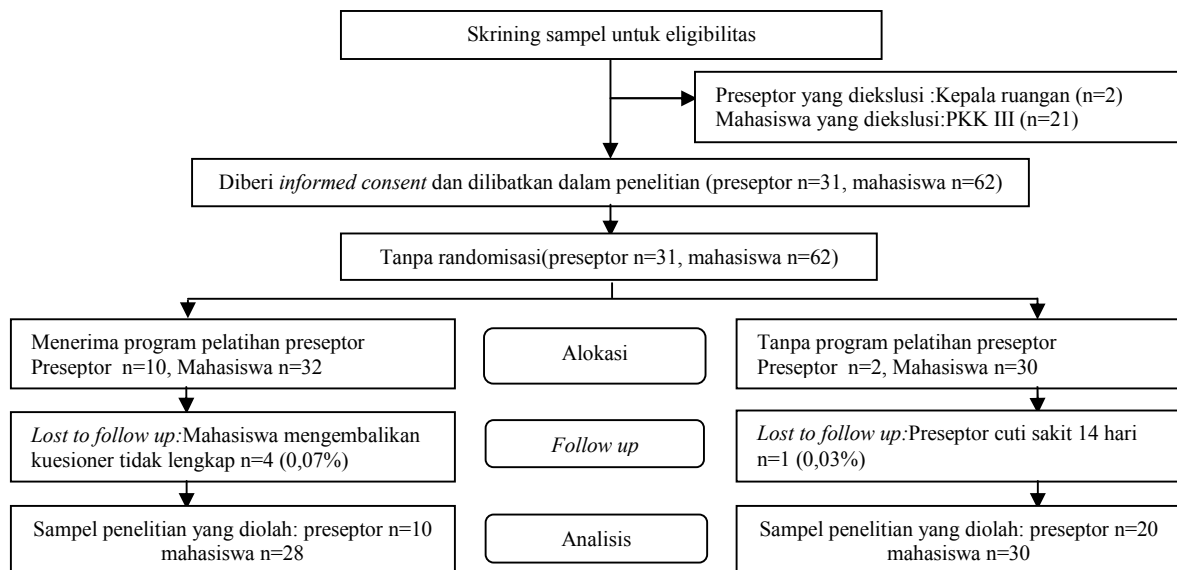 Skrining sampel untuk eligibilitas
Preseptor yang diekslusi :Kepala ruangan (n=2)
Mahasiswa yang diekslusi:PKK III (n=21)
Diberi informed consent dan dilibatkan dalam penelitian (preseptor n=31, mahasiswa n=62)
Tanpa randomisasi(preseptor n=31, mahasiswa n=62)
Menerima program pelatihan preseptor
Preseptor n=10, Mahasiswa n=32
Alokasi
Tanpa program pelatihan preseptor
Preseptor n=2, Mahasiswa n=30
Lost to follow up:Mahasiswa mengembalikan
kuesioner tidak lengkap n=4 (0,07%)
Follow up
Lost to follow up:Preseptor cuti sakit 14 hari
n=1 (0,03%)
Sampel penelitian yang diolah: preseptor n=10
mahasiswa n=28
Analisis
Sampel penelitian yang diolah: preseptor n=20
mahasiswa n=30